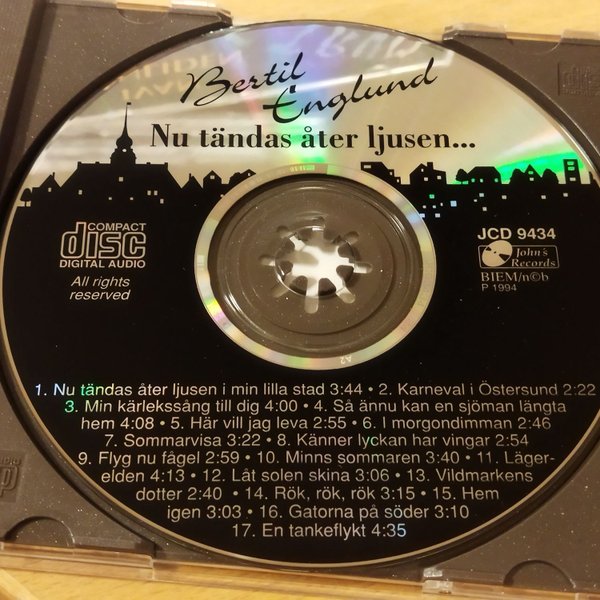 Bertil
Englund
Nu tändas åter ljusen...
COMPACT
disc
DIGITAL AUDIO
All rights
reserved
JCD 9434
John's
Records
BIEM/n©b
P 1994
1. Nu tändas åter ljusen i min lilla stad 3:44 • 2. Karneval i Östersund 2:22
3. Min kärlekssång till dig 4:00 • 4. Så ännu kan en sjöman längta
hem 4:08 • 5. Här vill jag leva 2:55 • 6. I morgondimman 2:46
7. Sommarvisa 3:22 • 8. Känner lyckan har vingar 2:54
9. Flyg nu fågel 2:59 • 10. Minns sommaren 3:40 • 11. Läger-
elden 4:13 • 12. Låt solen skina 3:06 • 13. Vildmarkens
dotter 2:40 • 14. Rök, rök, rök 3:15 • 15. Hem
igen 3:03 • 16. Gatorna på söder 3:10
17. En tankeflykt 4:35